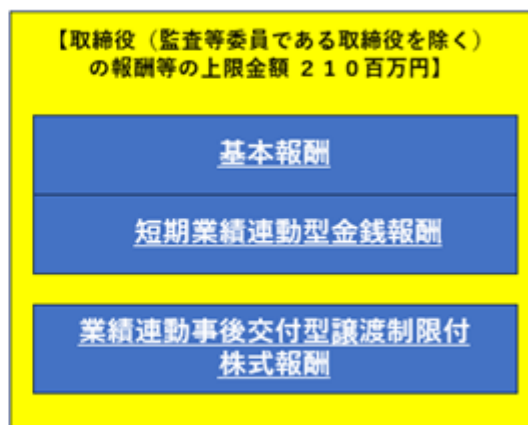 【取締役（監査等委員である取締役を除く）
の報酬等の上限金額 ２１０百万円】
基本報酬
短期業績連動型金銭報酬
業績連動事後交付型譲渡制限付
株式報酬